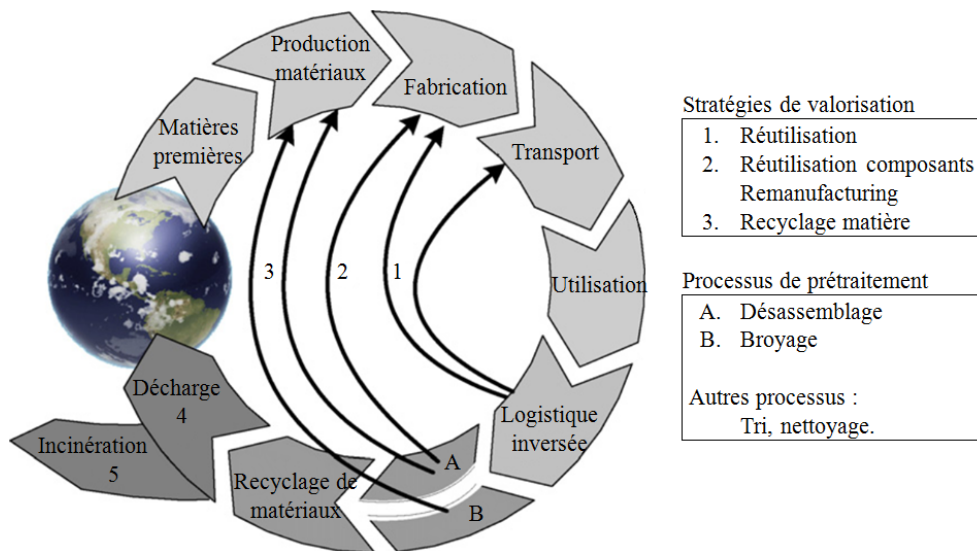 Production
matériaux
Fabrication
Matières
premières
Transport
Utilisation
Logistique
inversée
A
B
Recyclage de
matériaux
Décharge
4
Incinération
5
3
2
1
Stratégies de valorisation
1. Réutilisation
2. Réutilisation composants
Remanufacturing
3. Recyclage matière
Processus de prétraitement
A. Désassemblage
B. Broyage
Autres processus :
Tri, nettoyage.